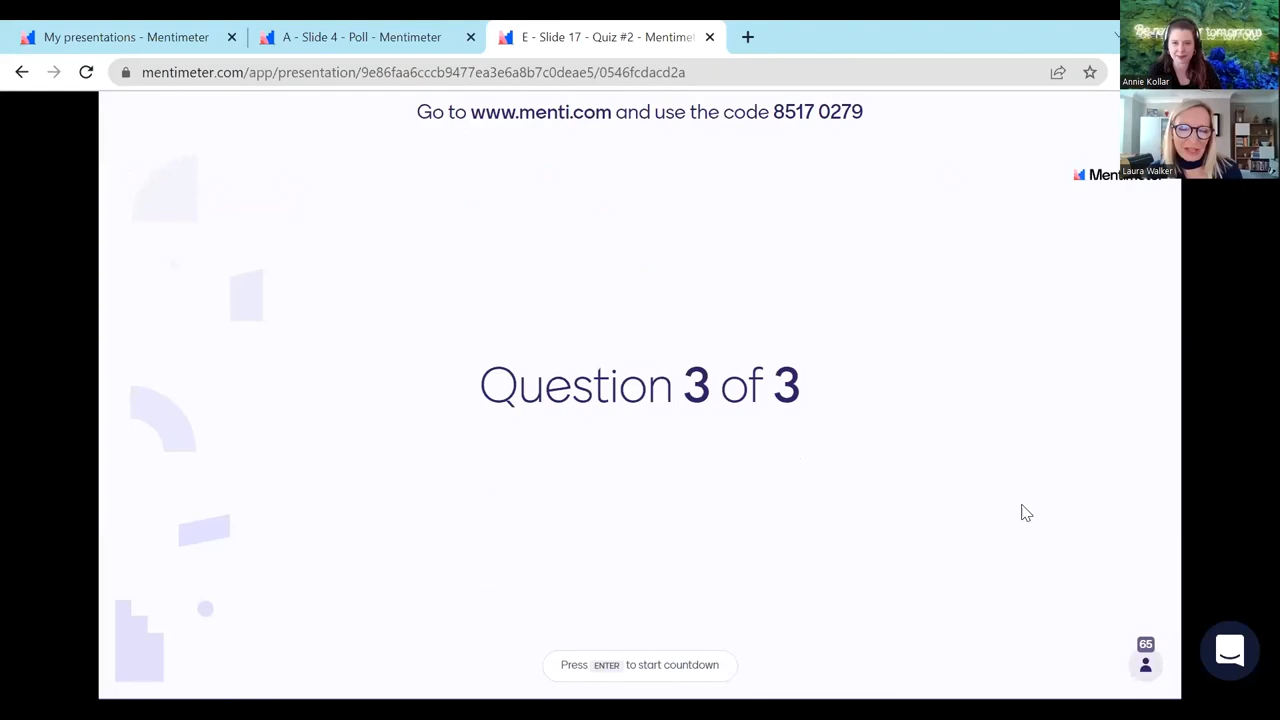 My presentations - Mentimeter
A - Slide 4 - Poll - Mentimeter
E - Slide 17 - Quiz #2 - Mentimet
mentimeter.com/app/presentation/9e86faa6cccb9477ea3e6a8b7c0deae5/0546fcdacd2a
tomorrow
Annie Kollar
Go to www.menti.com and use the code 8517 0279
Laura Walker
Question 3 of 3
Press ENTER to start countdown
65